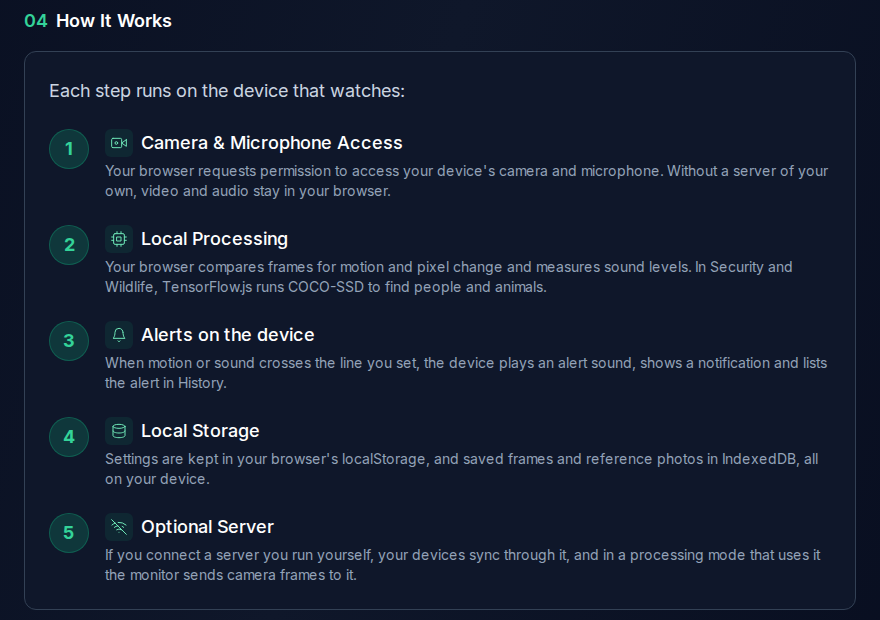 04 How It Works
Each step runs on the device that watches:
1
Camera & Microphone Access
Your browser requests permission to access your device's camera and microphone. Without a server of your
own, video and audio stay in your browser.
2
Local Processing
Your browser compares frames for motion and pixel change and measures sound levels. In Security and
Wildlife, TensorFlow.js runs COCO-SSD to find people and animals.
3
Alerts on the device
When motion or sound crosses the line you set, the device plays an alert sound, shows a notification and lists
the alert in History.
4
Local Storage
Settings are kept in your browser's localStorage, and saved frames and reference photos in IndexedDB, all
on your device.
5
Optional Server
If you connect a server you run yourself, your devices sync through it, and in a processing mode that uses it
the monitor sends camera frames to it.